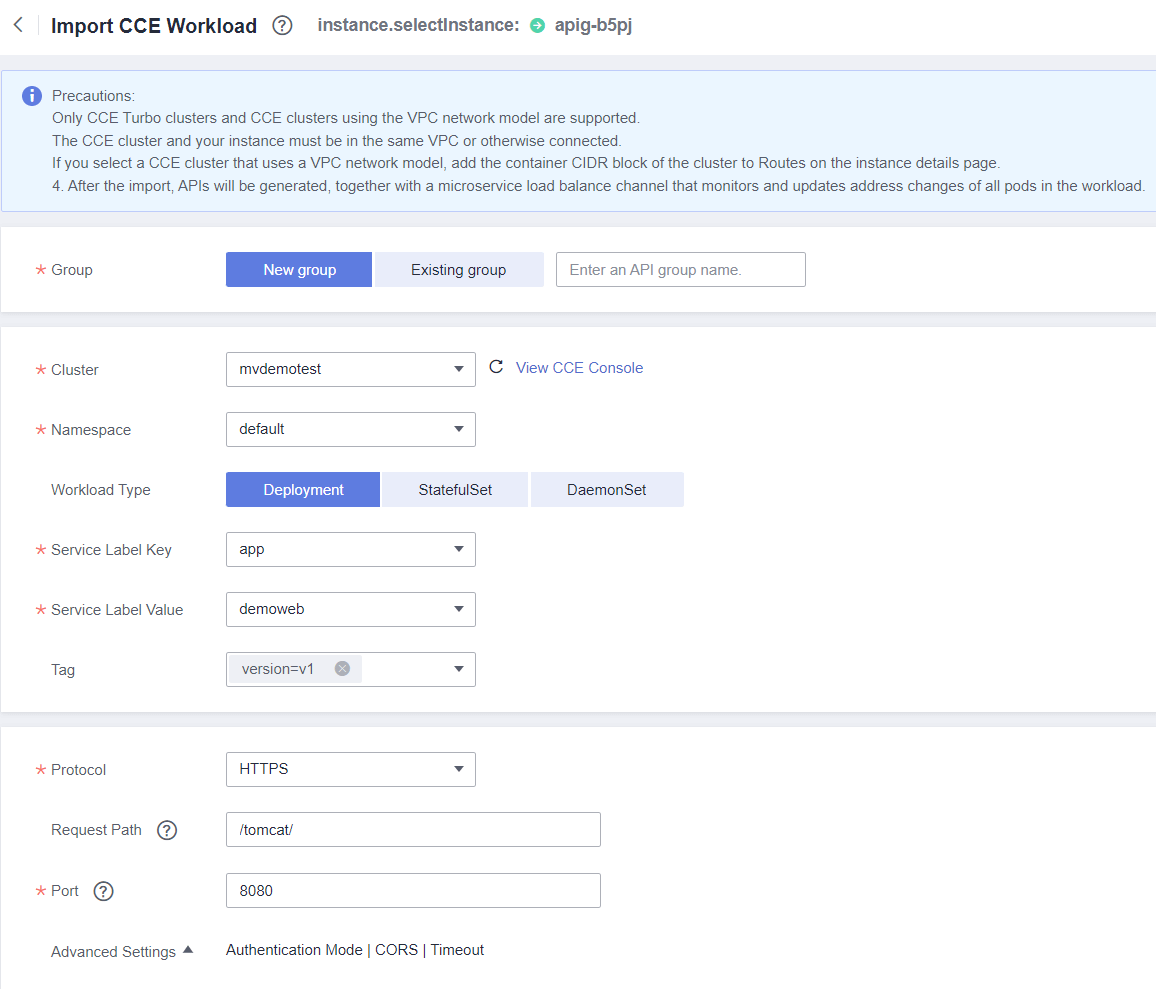 Import CCE Workload ? instance.selectInstance: apig-b5pj
Precautions:
Only CCE Turbo clusters and CCE clusters using the VPC network model are supported.
The CCE cluster and your instance must be in the same VPC or otherwise connected.
If you select a CCE cluster that uses a VPC network model, add the container CIDR block of the cluster to Routes on the instance details page.
4. After the import, APIs will be generated, together with a microservice load balance channel that monitors and updates address changes of all pods in the workload.
* Group New group Existing group Enter an API group name.
* Cluster mvdemotest View CCE Console
* Namespace default
Workload Type Deployment StatefulSet DaemonSet
* Service Label Key app
* Service Label Value demoweb
Tag version=v1
* Protocol HTTPS
Request Path ? /tomcat/
* Port ? 8080
Advanced Settings Authentication Mode | CORS | Timeout